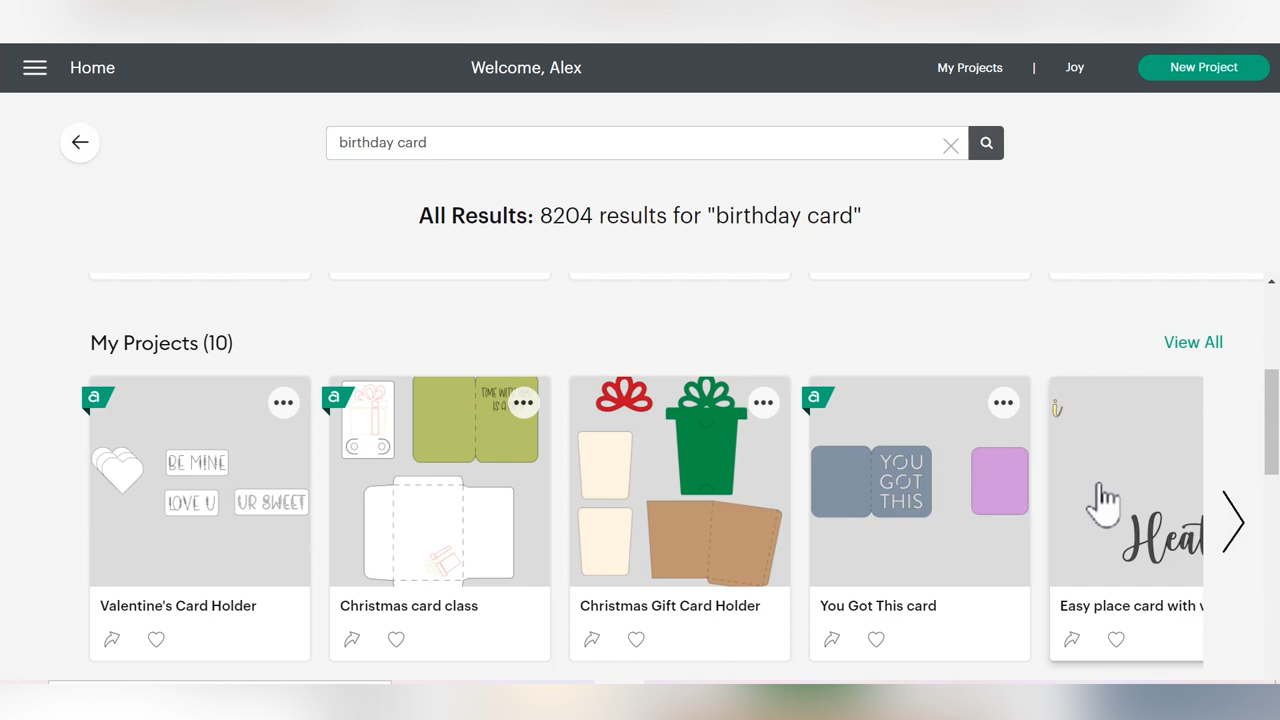 Home
Welcome, Alex
My Projects | Joy
New Project
birthday card
All Results: 8204 results for "birthday card"
My Projects (10)
View All
a
BE MINE
LOVE U
UR SWEET
Valentine's Card Holder
a
TIME WITH
IS A
Christmas card class
Christmas Gift Card Holder
a
YOU
GOT
THIS
You Got This card
Heat
Easy place card with